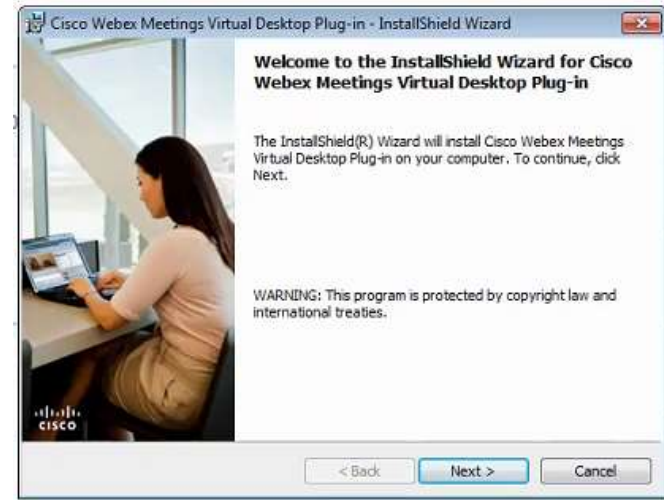 Cisco Webex Meetings Virtual Desktop Plug-in - InstallShield Wizard
Welcome to the InstallShield Wizard for Cisco
Webex Meetings Virtual Desktop Plug-in
The InstallShield(R) Wizard will install Cisco Webex Meetings
Virtual Desktop Plug-in on your computer. To continue, click
Next.
WARNING: This program is protected by copyright law and
international treaties.
CISCO
< Back
Next >
Cancel